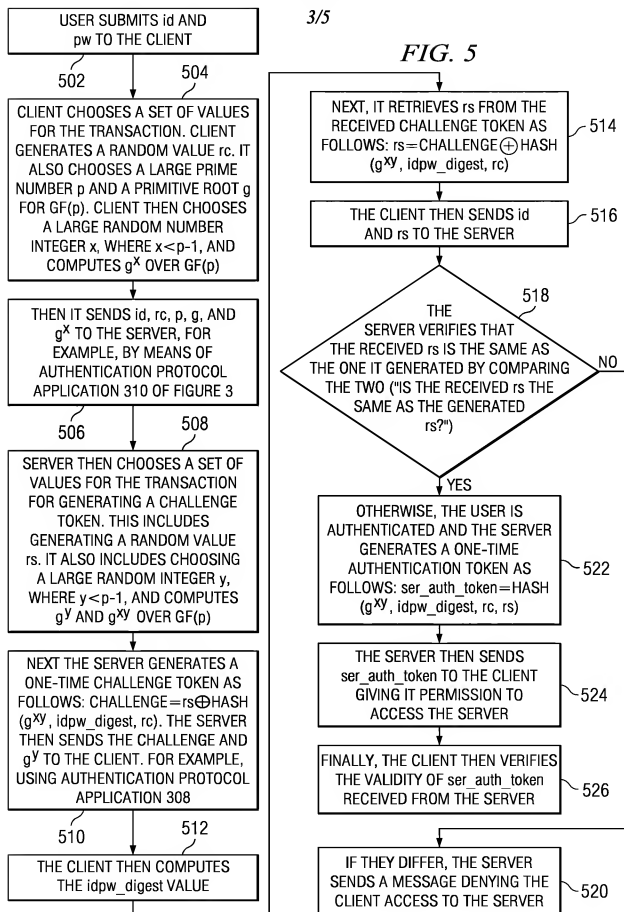 3/5
FIG. 5
USER SUBMITS id AND
pw TO THE CLIENT
502
504
CLIENT CHOOSES A SET OF VALUES
FOR THE TRANSACTION. CLIENT
GENERATES A RANDOM VALUE rc. IT
ALSO CHOOSES A LARGE PRIME
NUMBER p AND A PRIMITIVE ROOT g
FOR GF(p). CLIENT THEN CHOOSES
A LARGE RANDOM NUMBER
INTEGER x, WHERE x<p-1, AND
COMPUTES gˣ OVER GF(p)
THEN IT SENDS id, rc, p, g, AND
gˣ TO THE SERVER, FOR
EXAMPLE, BY MEANS OF
AUTHENTICATION PROTOCOL
APPLICATION 310 OF FIGURE 3
506
508
SERVER THEN CHOOSES A SET OF
VALUES FOR THE TRANSACTION
FOR GENERATING A CHALLENGE
TOKEN. THIS INCLUDES
GENERATING A RANDOM VALUE
rs. IT ALSO INCLUDES CHOOSING
A LARGE RANDOM INTEGER y,
WHERE y<p-1, AND COMPUTES
gʸ AND gˣʸ OVER GF(p)
NEXT THE SERVER GENERATES A
ONE-TIME CHALLENGE TOKEN AS
FOLLOWS: CHALLENGE=rs⊕HASH
(gˣʸ, idpw_digest, rc). THE SERVER
THEN SENDS THE CHALLENGE AND
gʸ TO THE CLIENT. FOR EXAMPLE,
USING AUTHENTICATION PROTOCOL
APPLICATION 308
510
512
THE CLIENT THEN COMPUTES
THE idpw_digest VALUE
NEXT, IT RETRIEVES rs FROM THE
RECEIVED CHALLENGE TOKEN AS
FOLLOWS: rs=CHALLENGE⊕HASH
(gˣʸ, idpw_digest, rc)
514
THE CLIENT THEN SENDS id
AND rs TO THE SERVER
516
518
THE
SERVER VERIFIES THAT
THE RECEIVED rs IS THE SAME AS
THE ONE IT GENERATED BY COMPARING
THE TWO ("IS THE RECEIVED rs THE
SAME AS THE GENERATED
rs?")
NO
YES
OTHERWISE, THE USER IS
AUTHENTICATED AND THE SERVER
GENERATES A ONE-TIME
AUTHENTICATION TOKEN AS
FOLLOWS: ser_auth_token=HASH
(gˣʸ, idpw_digest, rc, rs)
522
THE SERVER THEN SENDS
ser_auth_token TO THE CLIENT
GIVING IT PERMISSION TO
ACCESS THE SERVER
524
FINALLY, THE CLIENT THEN VERIFIES
THE VALIDITY OF ser_auth_token
RECEIVED FROM THE SERVER
526
IF THEY DIFFER, THE SERVER
SENDS A MESSAGE DENYING THE
CLIENT ACCESS TO THE SERVER
520